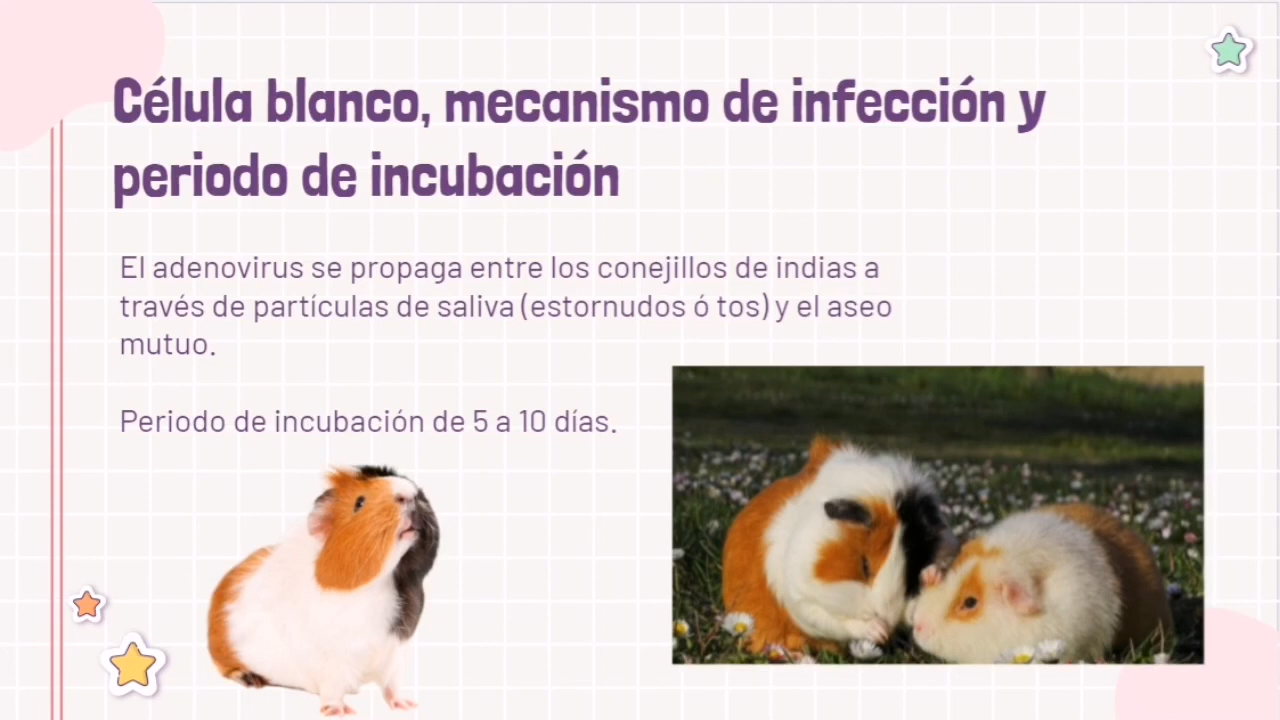 Célula blanco, mecanismo de infección y
periodo de incubación
El adenovirus se propaga entre los conejillos de indias a
través de partículas de saliva (estornudos ó tos) y el aseo
mutuo.
Periodo de incubación de 5 a 10 días.